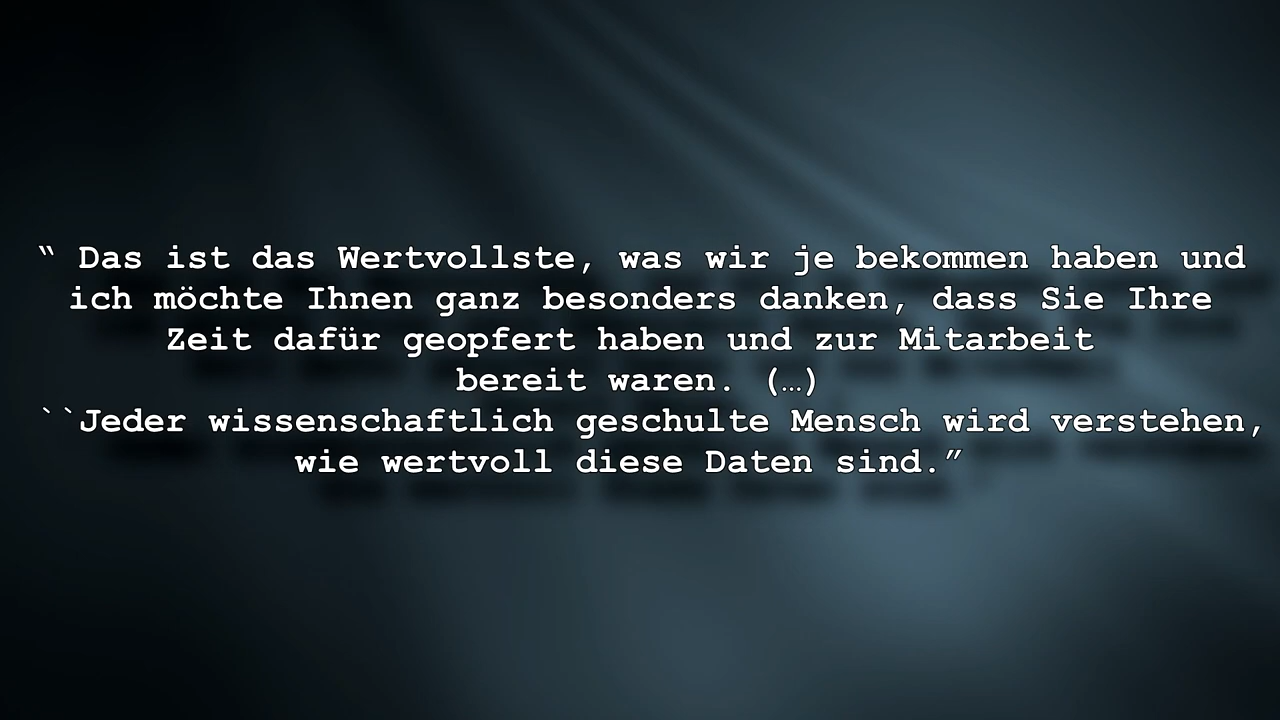 “ Das ist das Wertvollste, was wir je bekommen haben und
ich möchte Ihnen ganz besonders danken, dass Sie Ihre
Zeit dafür geopfert haben und zur Mitarbeit
bereit waren. (…)
``Jeder wissenschaftlich geschulte Mensch wird verstehen,
wie wertvoll diese Daten sind.”